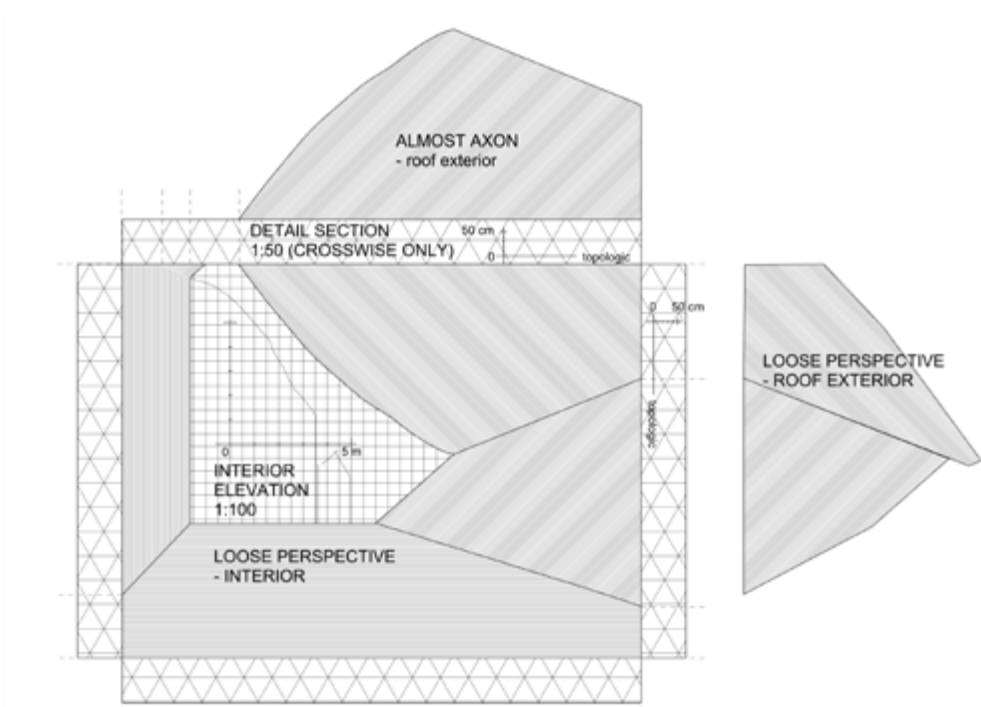 ALMOST AXON
- roof exterior
DETAIL SECTION
1:50 (CROSSWISE ONLY)
50 cm
0
topologic
0 50 cm
topologic
LOOSE PERSPECTIVE
- ROOF EXTERIOR
0 5 m
INTERIOR
ELEVATION
1:100
LOOSE PERSPECTIVE
- INTERIOR